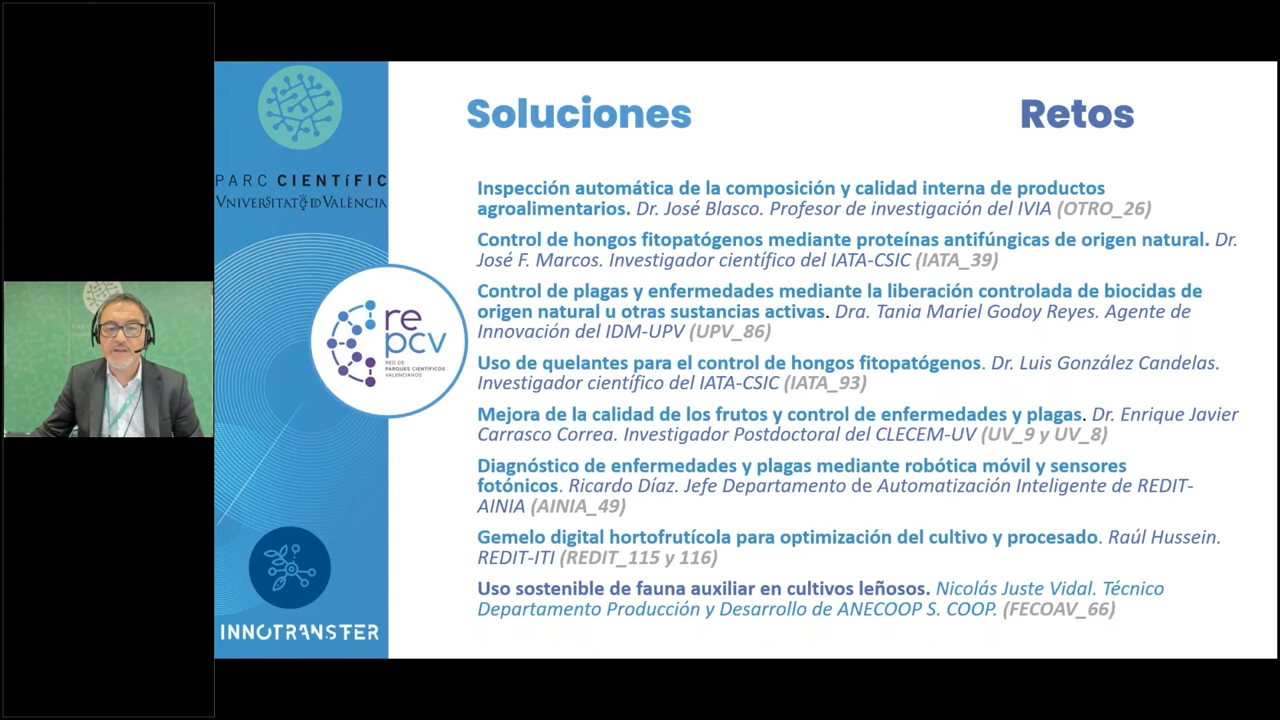 PARC CIENTÍFIC
VNIVERSITATǤIDVALÈNCIA
re
pcv
RED DE
PARQUES CIENTÍFICOS
VALENCIANOS
INNOTRANSFER
Soluciones
Retos
Inspección automática de la composición y calidad interna de productos
agroalimentarios. Dr. José Blasco. Profesor de investigación del IVIA (OTRO_26)
Control de hongos fitopatógenos mediante proteínas antifúngicas de origen natural. Dr.
José F. Marcos. Investigador científico del IATA-CSIC (IATA_39)
Control de plagas y enfermedades mediante la liberación controlada de biocidas de
origen natural u otras sustancias activas. Dra. Tania Mariel Godoy Reyes. Agente de
Innovación del IDM-UPV (UPV_86)
Uso de quelantes para el control de hongos fitopatógenos. Dr. Luis González Candelas.
Investigador científico del IATA-CSIC (IATA_93)
Mejora de la calidad de los frutos y control de enfermedades y plagas. Dr. Enrique Javier
Carrasco Correa. Investigador Postdoctoral del CLECEM-UV (UV_9 y UV_8)
Diagnóstico de enfermedades y plagas mediante robótica móvil y sensores
fotónicos. Ricardo Díaz. Jefe Departamento de Automatización Inteligente de REDIT-
AINIA (AINIA_49)
Gemelo digital hortofrutícola para optimización del cultivo y procesado. Raúl Hussein.
REDIT-ITI (REDIT_115 y 116)
Uso sostenible de fauna auxiliar en cultivos leñosos. Nicolás Juste Vidal. Técnico
Departamento Producción y Desarrollo de ANECOOP S. COOP. (FECOAV_66)